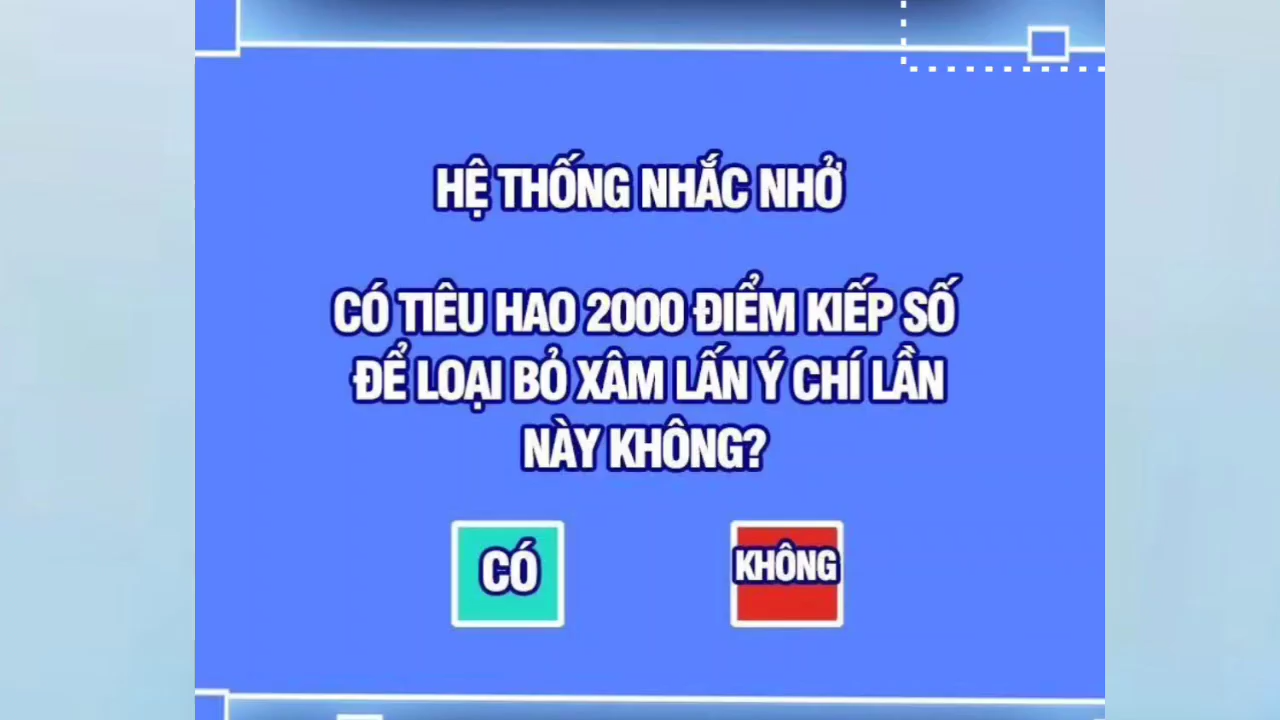 HỆ THỐNG NHẮC NHỞ
CÓ TIÊU HAO 2000 ĐIỂM KIẾP SỐ
ĐỂ LOẠI BỎ XÂM LẤN Ý CHÍ LẦN
NÀY KHÔNG?
CÓ
KHÔNG